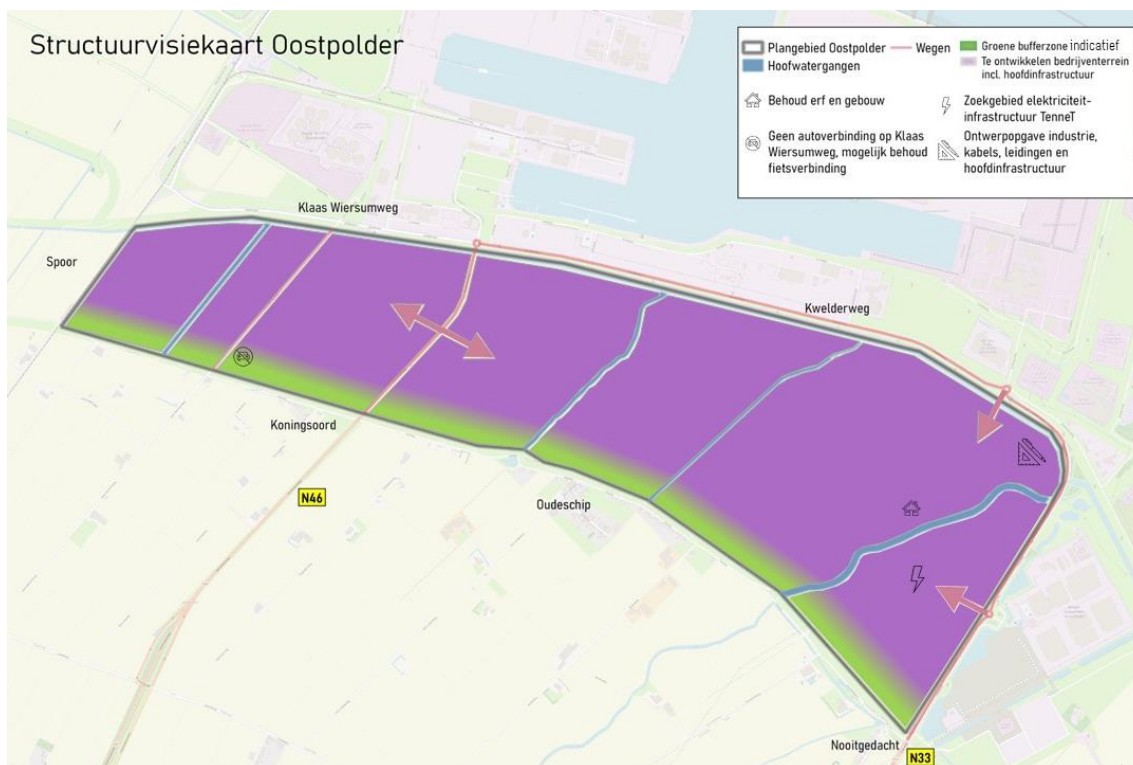 Structuurvisiekaart Oostpolder
Plangebied Oostpolder
Wegen
Groene bufferzone indicatief
Hoofwatergangen
Te ontwikkelen bedrijventerrein
incl. hoofdinfrastructuur
Behoud erf en gebouw
Zoekgebied elektriciteit-
infrastructuur TenneT
Geen autoverbinding op Klaas
Wiersumweg, mogelijk behoud
fietsverbinding
Ontwerpopgave industrie,
kabels, leidingen en
hoofdinfrastructuur
Klaas Wiersumweg
Spoor
Kwelderweg
Koningsoord
N46
Oudeschip
Nooitgedacht
N33